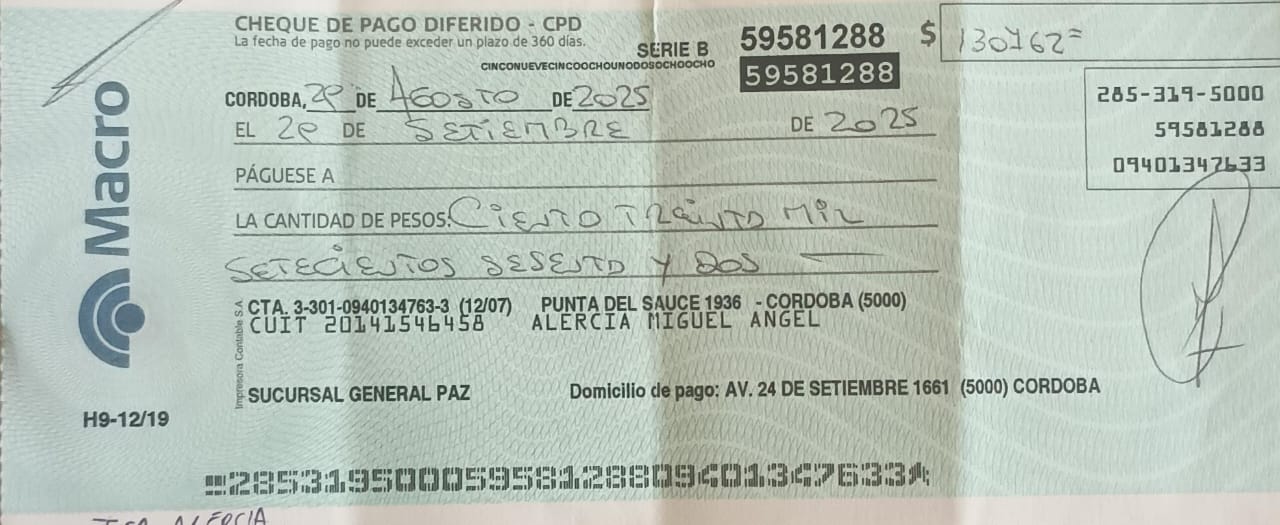 CHEQUE DE PAGO DIFERIDO - CPD
La fecha de pago no puede exceder un plazo de 360 días.
SERIE B 59581288 $ 130762=
CINCONUEVECINCOOCHOUNODOSOCHOOCHO 59581288
CORDOBA, 29 DE AGOSTO DE 2025
EL 29 DE SETIEMBRE DE 2025
285-319-5000
59581288
09401347633
PÁGUESE A
LA CANTIDAD DE PESOS: CIENTO TREINTA MIL
SETECIENTOS SESENTA Y DOS
CTA. 3-301-0940134763-3 (12/07) PUNTA DEL SAUCE 1936 - CORDOBA (5000)
CUIT 20141546458 ALERCIA MIGUEL ANGEL
Impresora Contable S.A
SUCURSAL GENERAL PAZ Domicilio de pago: AV. 24 DE SETIEMBRE 1661 (5000) CORDOBA
Macro
H9-12/19
28531950005958128809401347633
ALERCIA